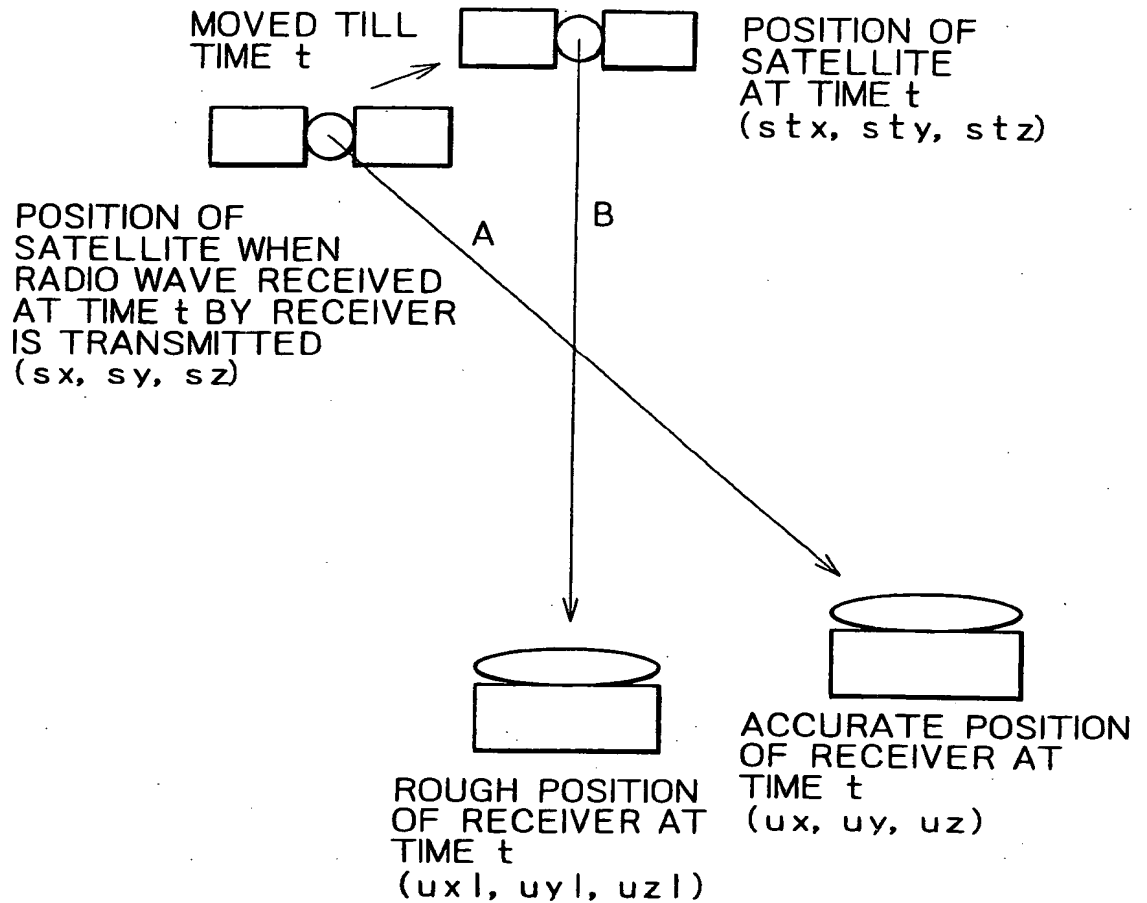 MOVED TILL
TIME t
POSITION OF
SATELLITE
AT TIME t
(stx, sty, stz)
POSITION OF
SATELLITE WHEN
RADIO WAVE RECEIVED
AT TIME t BY RECEIVER
IS TRANSMITTED
(sx, sy, sz)
A
B
ROUGH POSITION
OF RECEIVER AT
TIME t
(uxl, uyl, uzl)
ACCURATE POSITION
OF RECEIVER AT
TIME t
(ux, uy, uz)